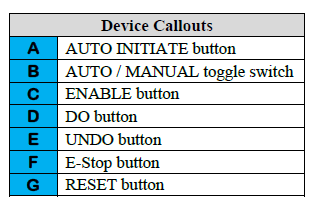 Device Callouts
A AUTO INITIATE button
B AUTO / MANUAL toggle switch
C ENABLE button
D DO button
E UNDO button
F E-Stop button
G RESET button